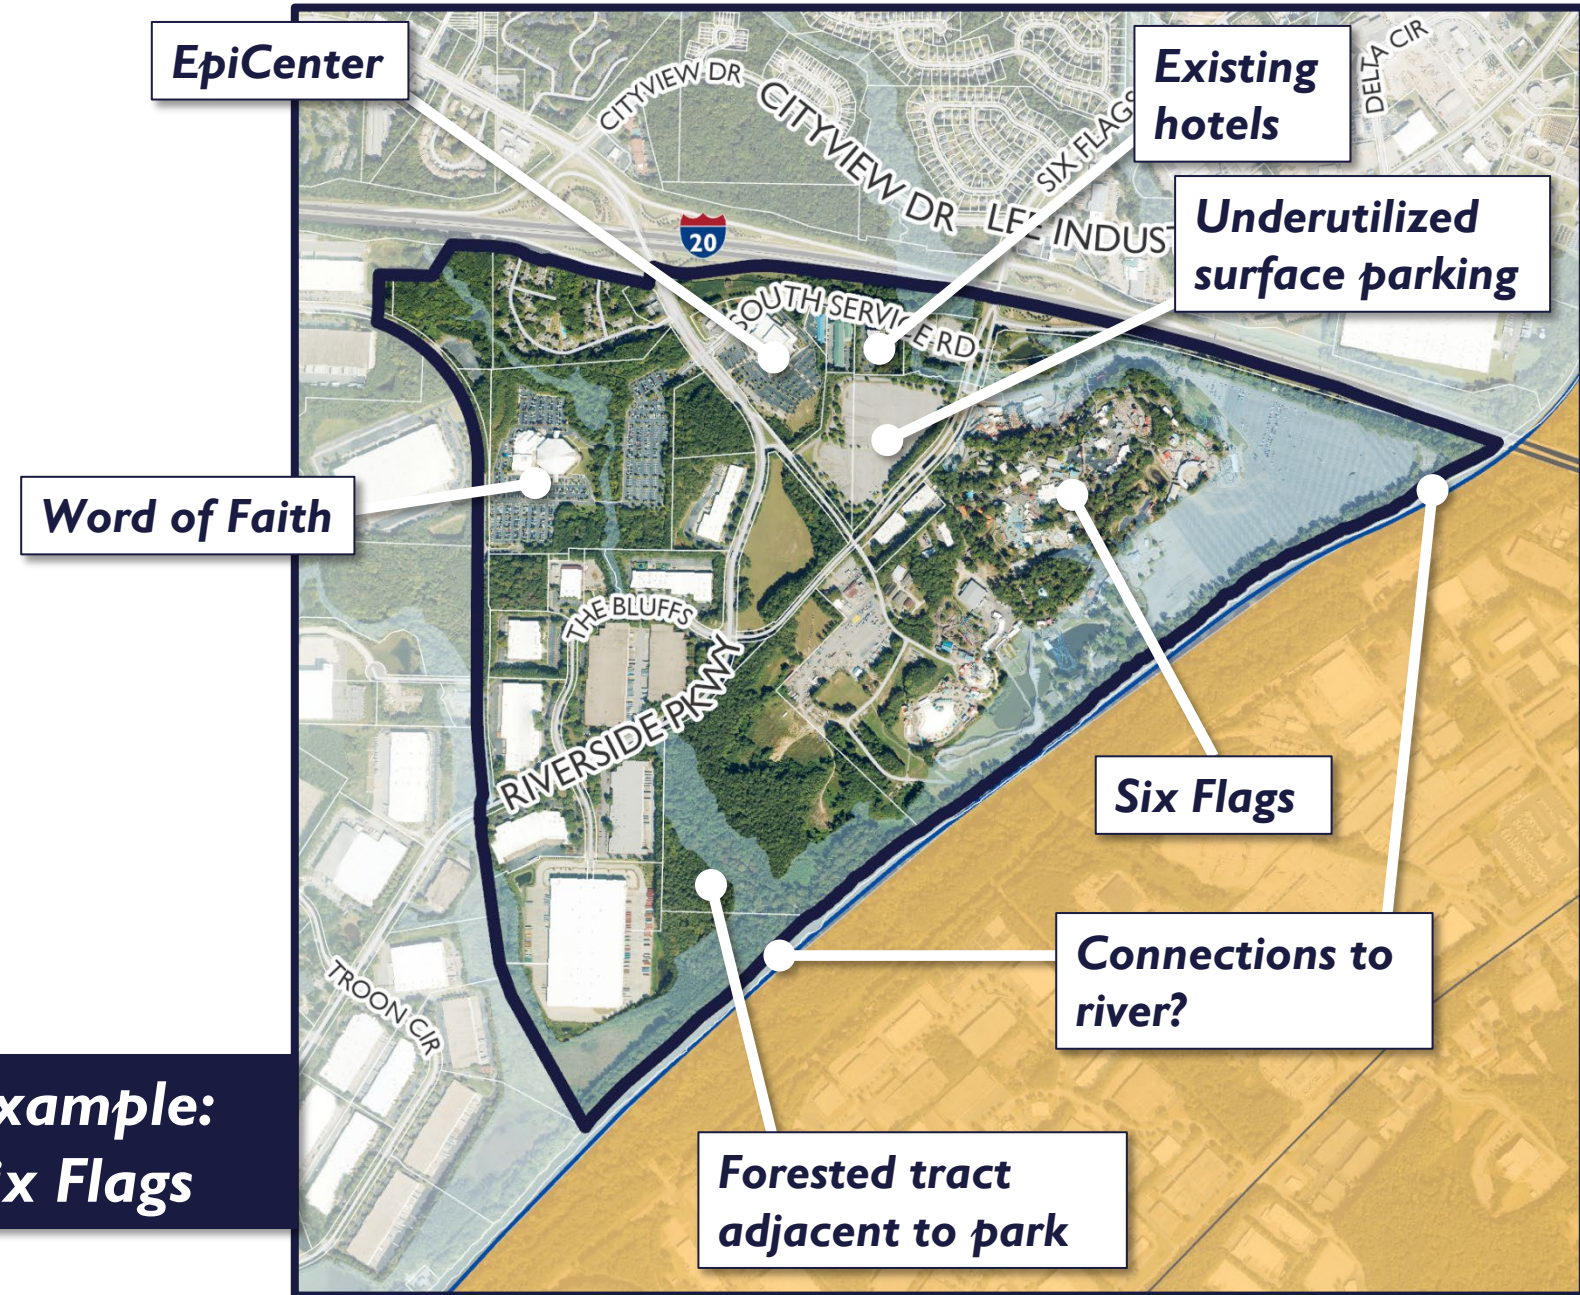 EpiCenter
Existing
hotels
DELTA CIR
CITYVIEW DR
CITYVIEW DR
SIX FLAGS
Underutilized
surface parking
LEE INDUST
20
SOUTH SERVICE RD
Word of Faith
THE BLUFFS
RIVERSIDE PKWY
Six Flags
Connections to
river?
TROON CIR
xample:
ix Flags
Forested tract
adjacent to park